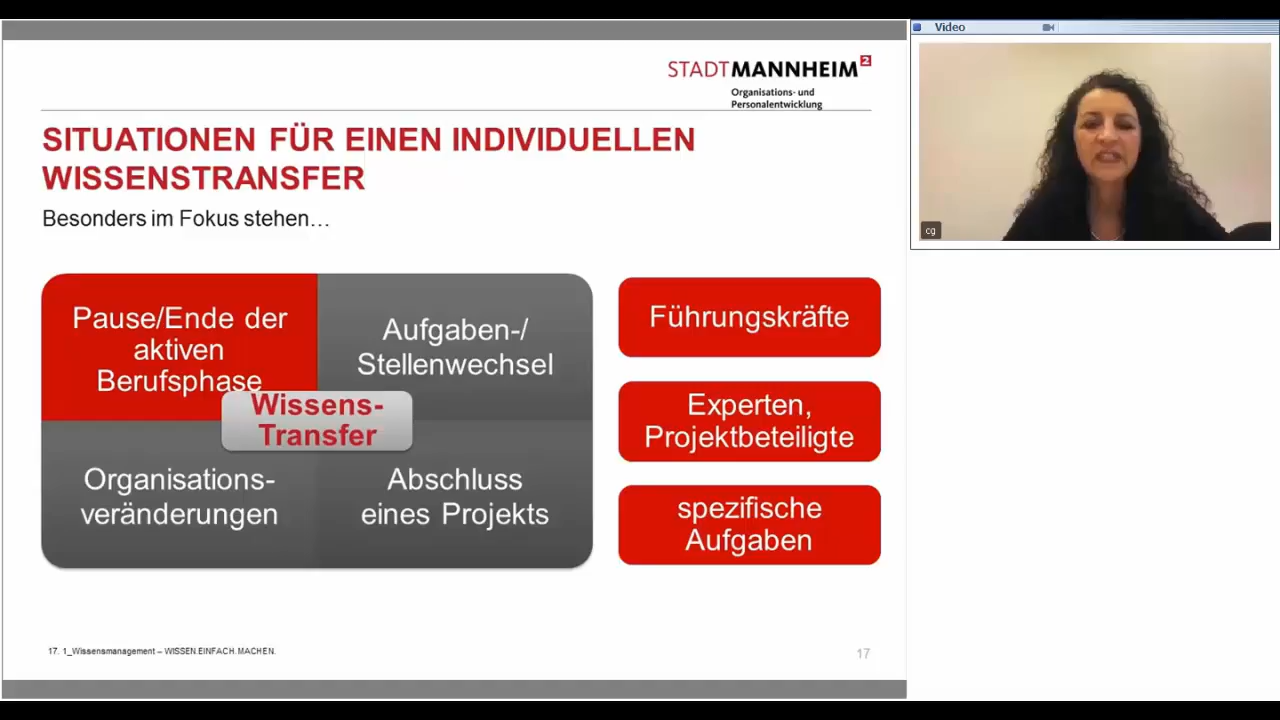 STADTMANNHEIM²
Organisations- und
Personalentwicklung
SITUATIONEN FÜR EINEN INDIVIDUELLEN
WISSENSTRANSFER
Besonders im Fokus stehen…
Pause/Ende der
aktiven
Berufsphase
Aufgaben-/
Stellenwechsel
Wissens-
Transfer
Organisations-
veränderungen
Abschluss
eines Projekts
Führungskräfte
Experten,
Projektbeteiligte
spezifische
Aufgaben
17. 1_Wissensmanagement – WISSEN.EINFACH.MACHEN.
17
Video
cg